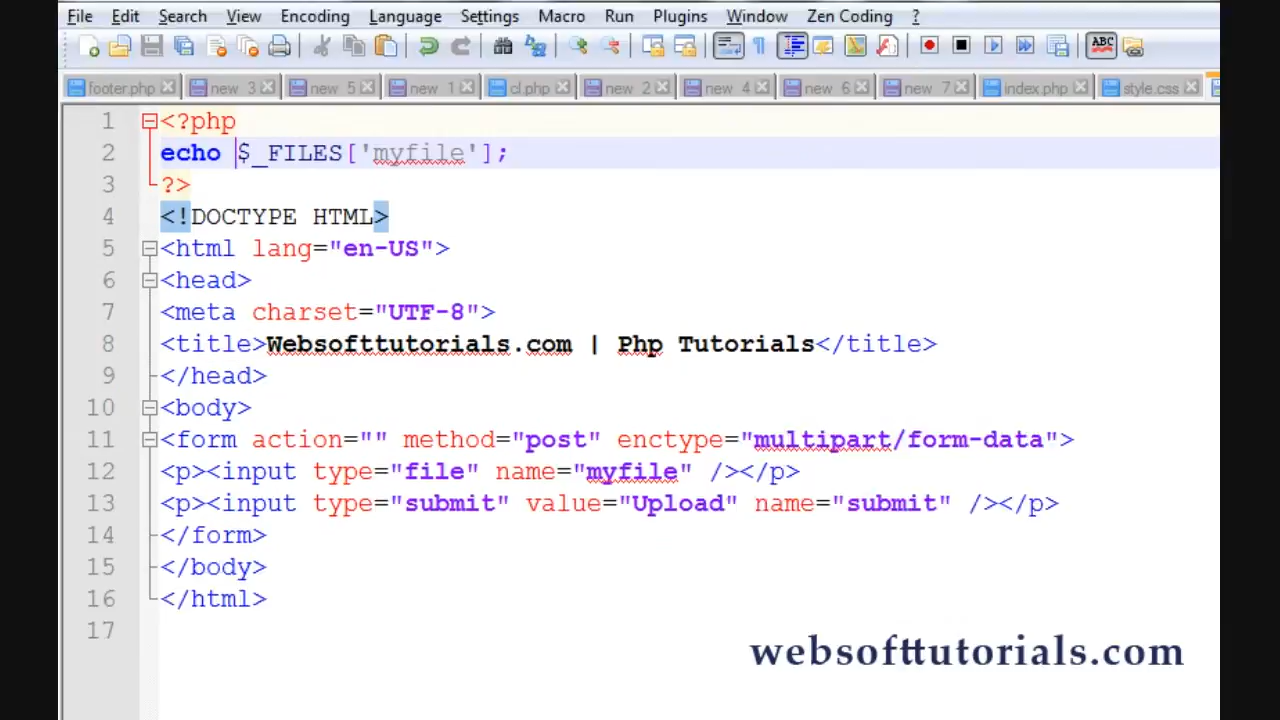 File Edit Search View Encoding Language Settings Macro Run Plugins Window Zen Coding ?
ABC
footer.php new 3 new 5 new 1 cl.php new 2 new 4 new 6 new 7 index.php style.css
1 <?php
2 echo $_FILES['myfile'];
3 ?>
4 <!DOCTYPE HTML>
5 <html lang="en-US">
6 <head>
7 <meta charset="UTF-8">
8 <title>Websofttutorials.com | Php Tutorials</title>
9 </head>
10 <body>
11 <form action="" method="post" enctype="multipart/form-data">
12 <p><input type="file" name="myfile" /></p>
13 <p><input type="submit" value="Upload" name="submit" /></p>
14 </form>
15 </body>
16 </html>
17
websofttutorials.com